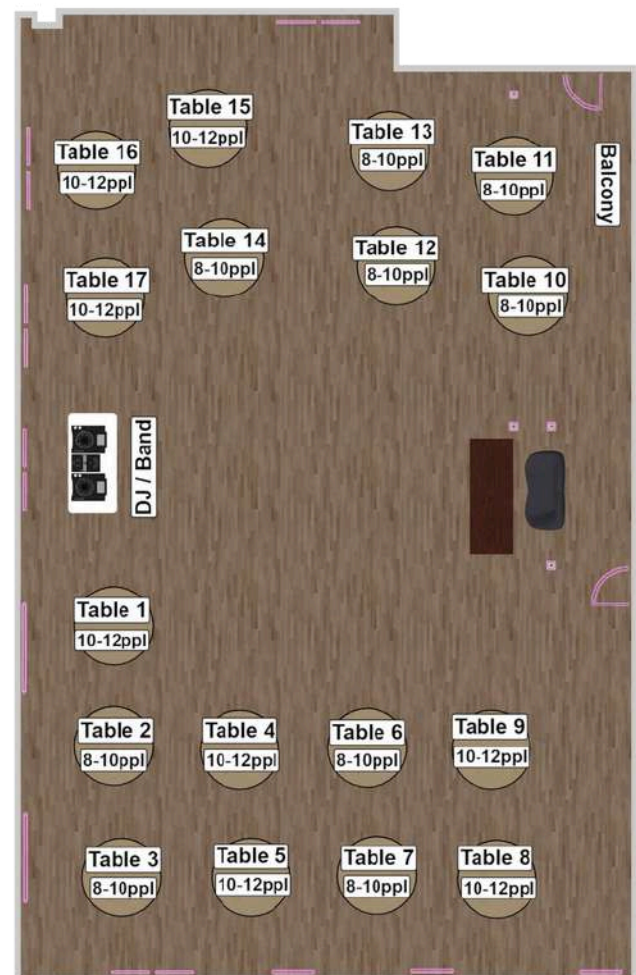 Table 15
10-12ppl
Table 13
8-10ppl
Table 16
10-12ppl
Table 11
8-10ppl
Balcony
Table 14
8-10ppl
Table 12
8-10ppl
Table 17
10-12ppl
Table 10
8-10ppl
DJ / Band
Table 1
10-12ppl
Table 2
8-10ppl
Table 4
10-12ppl
Table 6
8-10ppl
Table 9
10-12ppl
Table 3
8-10ppl
Table 5
10-12ppl
Table 7
8-10ppl
Table 8
10-12ppl